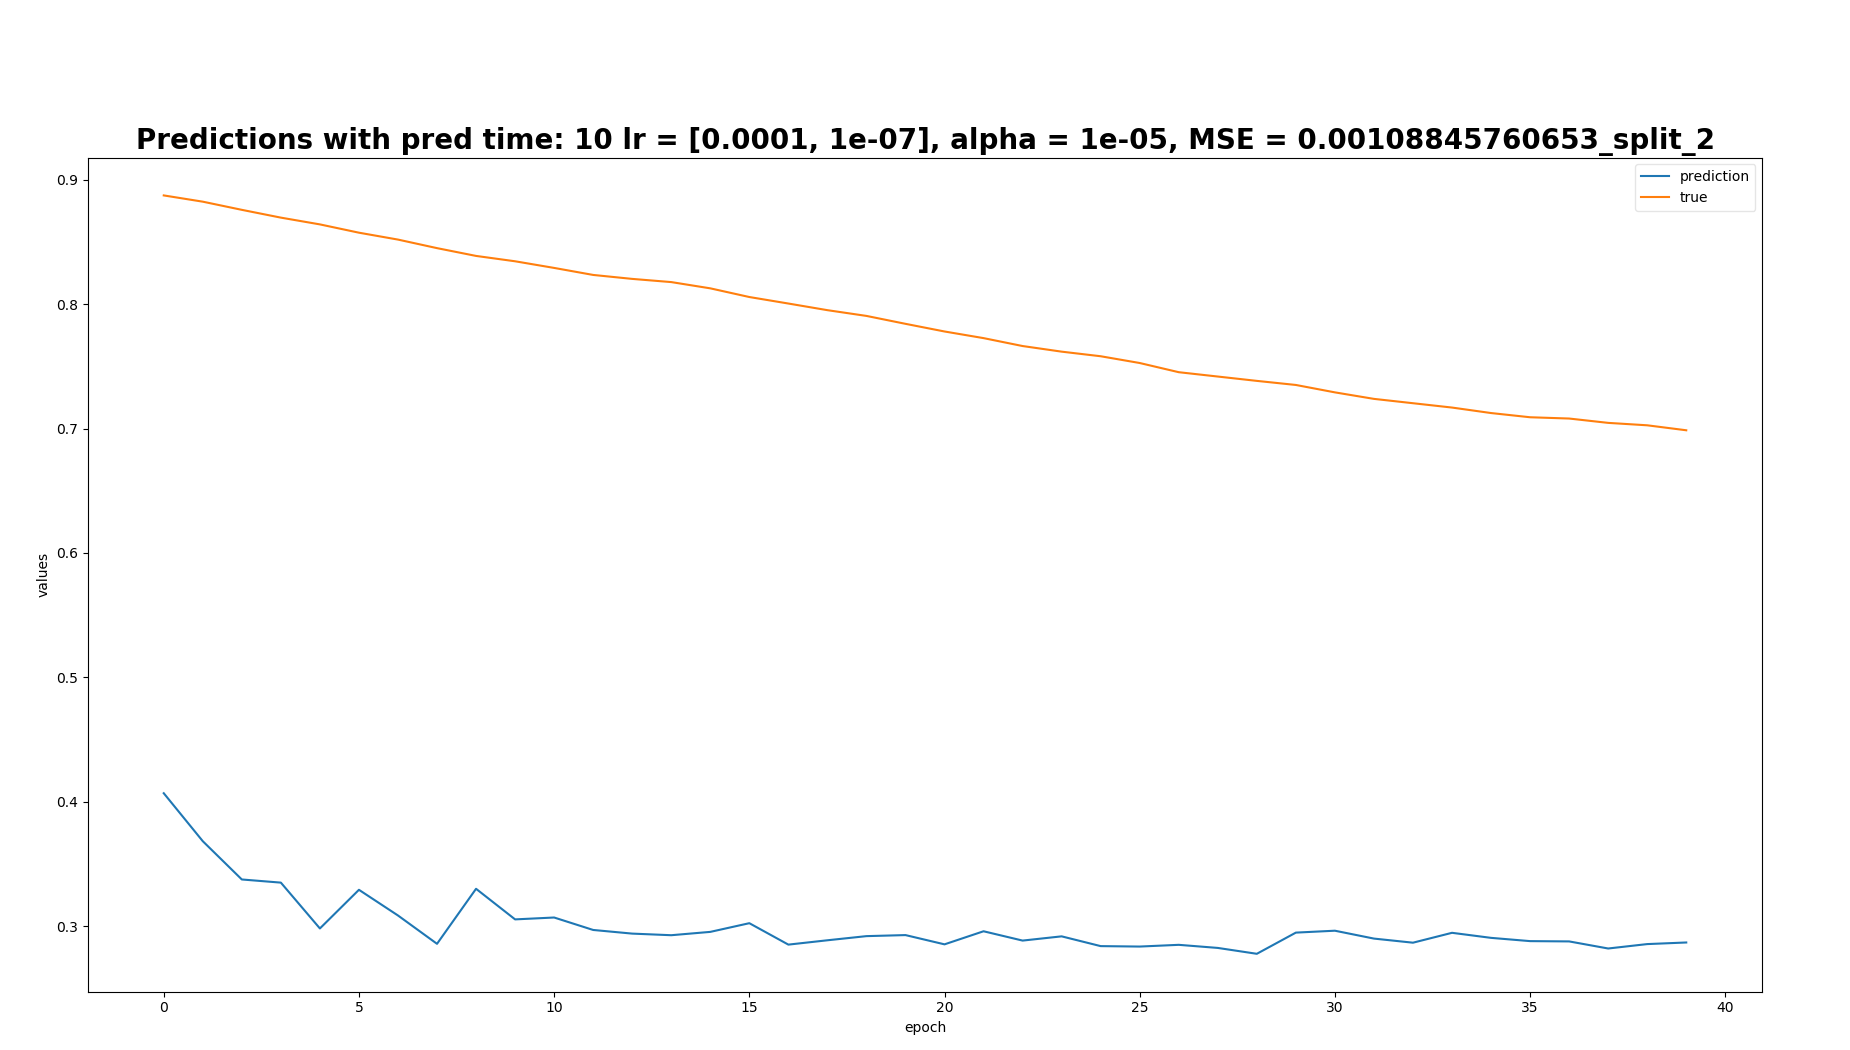 Predictions with pred time: 10 lr = [0.0001, 1e-07], alpha = 1e-05, MSE = 0.00108845760653_split_2
prediction
true
values
0.9
0.8
0.7
0.6
0.5
0.4
0.3
0 5 10 15 20 25 30 35 40
epoch